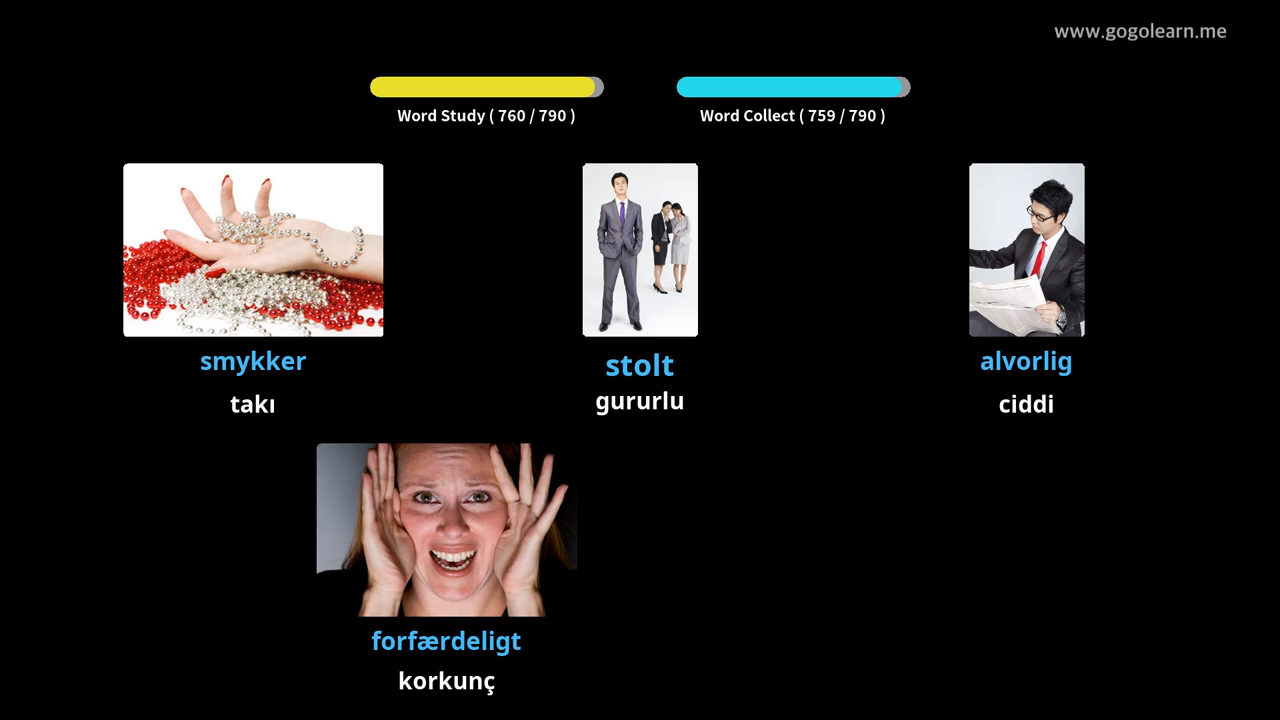 www.gogolearn.me
Word Study ( 760 / 790 )
Word Collect ( 759 / 790 )
smykker
takı
stolt
gururlu
alvorlig
ciddi
forfærdeligt
korkunç